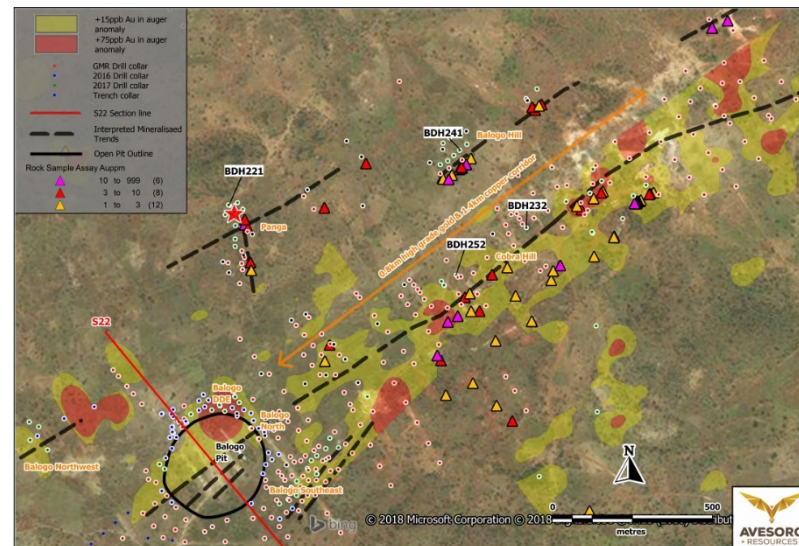 +15ppb Au in auger
anomaly
+75ppb Au in auger
anomaly
GMR Drill collar
2016 Drill collar
2017 Drill collar
Trench collar
S22 Section line
Interpreted Mineralised
Trends
Open Pit Outline
Rock Sample Assay Auppm
10 to 999 (6)
3 to 10 (8)
1 to 3 (12)
BDH241
Balogo Hill
BDH221
Panga
0.8km high grade gold & 1.4km copper corridor
BDH232
Cobra Hill
BDH252
S22
Balogo
DDE
Balogo
North
Balogo
Pit
Balogo Northwest
Balogo Southeast
N
0 500
metres
bing
© 2018 Microsoft Corporation © 2018
AVESORO
RESOURCES